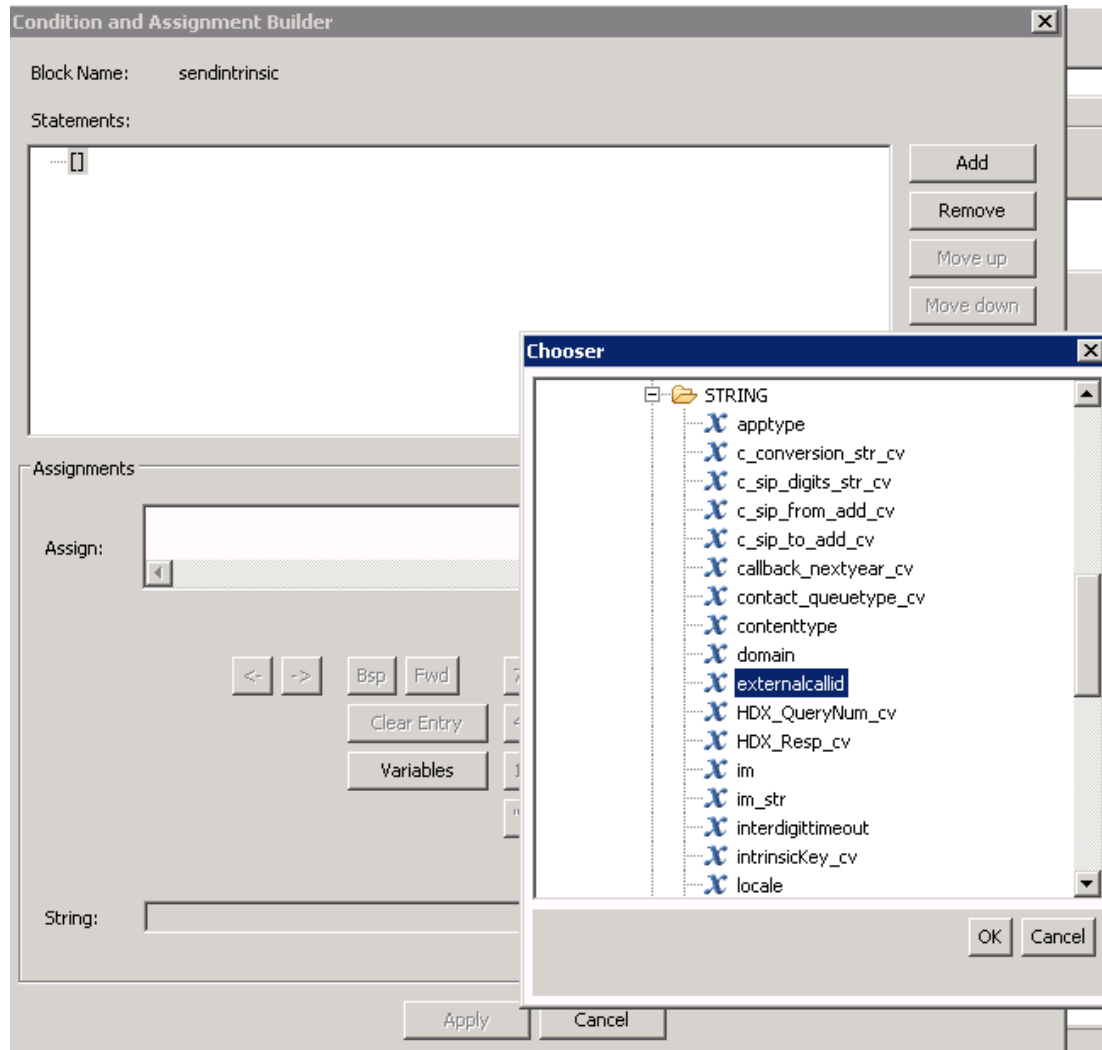 Condition and Assignment Builder
Block Name: sendintrinsic
Statements:
[]
Add
Remove
Move up
Move down
Chooser
STRING
apptype
c_conversion_str_cv
c_sip_digits_str_cv
c_sip_from_add_cv
c_sip_to_add_cv
callback_nextyear_cv
contact_queuetype_cv
contenttype
domain
externalcallid
HDX_QueryNum_cv
HDX_Resp_cv
im
im_str
interdigittimeout
intrinsicKey_cv
locale
OK Cancel
Assignments
Assign:
<- -> Bsp Fwd
Clear Entry
Variables
String:
Apply Cancel